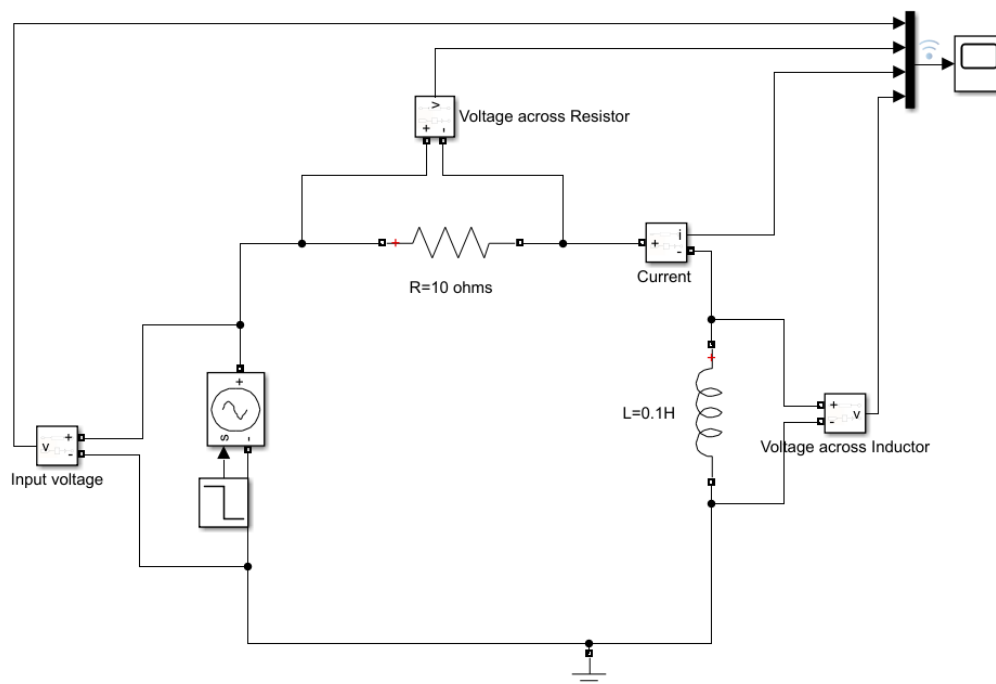 v
+ -
Voltage across Resistor
+
R=10 ohms
i
+
-
Current
+
+
s
-
v
+
-
Input voltage
+
L=0.1H
+
-
v
Voltage across Inductor